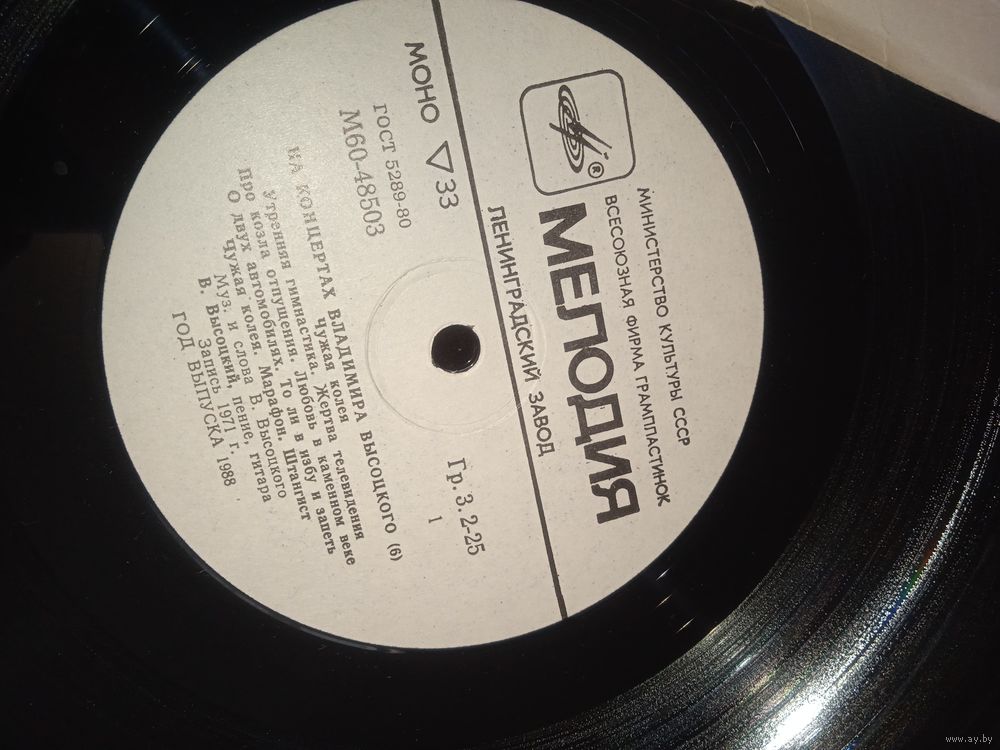 МИНИСТЕРСТВО КУЛЬТУРЫ СССР
ВСЕСОЮЗНАЯ ФИРМА ГРАМПЛАСТИНОК
®
МЕЛОДИЯ
ЛЕНИНГРАДСКИЙ ЗАВОД
МОНО ▽ 33
ГОСТ 5289-80
М60-48503
Гр. 3. 2-25
1
НА КОНЦЕРТАХ ВЛАДИМИРА ВЫСОЦКОГО (6)
Чужая колея
Утренняя гимнастика. Жертва телевидения
Про козла отпущения. Любовь в каменном веке
О двух автомобилях. То ли в избу и запеть
Чужая колея. Марафон. Штангист
Муз. и слова В. Высоцкого
В. Высоцкий, пение, гитара
Запись 1971 г.
ГОД ВЫПУСКА 1988
www.ay.by